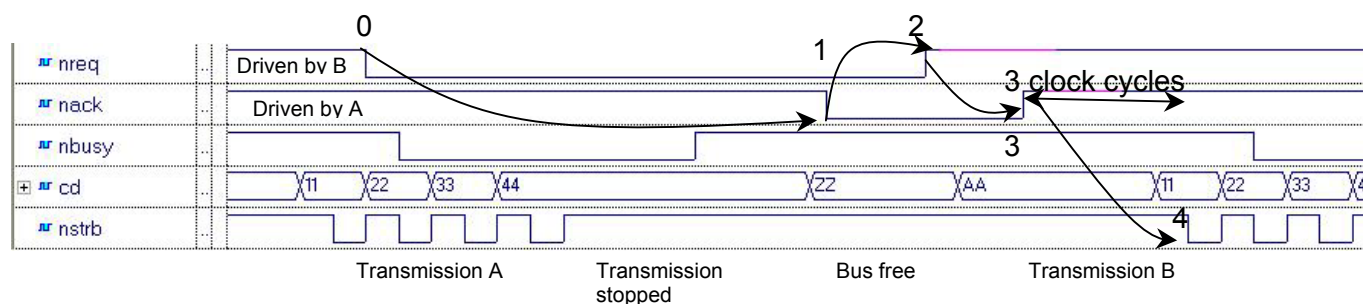 0
2
nreq
..
Driven by B
1
3 clock cycles
nack
..
Driven by A
nbusy
..
3
cd
..
11
22
33
44
ZZ
AA
11
22
33
nstrb
..
4
Transmission A
Transmission
stopped
Bus free
Transmission B